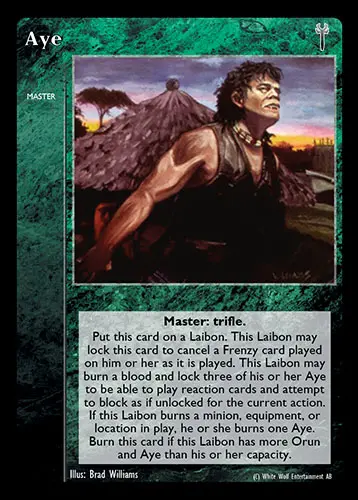 Aye
MASTER
Master: trifle.
Put this card on a Laibon. This Laibon may
lock this card to cancel a Frenzy card played
on him or her as it is played. This Laibon may
burn a blood and lock three of his or her Aye
to be able to play reaction cards and attempt
to block as if unlocked for the current action.
If this Laibon burns a minion, equipment, or
location in play, he or she burns one Aye.
Burn this card if this Laibon has more Orun
and Aye than his or her capacity.
Illus: Brad Williams
(C) White Wolf Entertainment AB